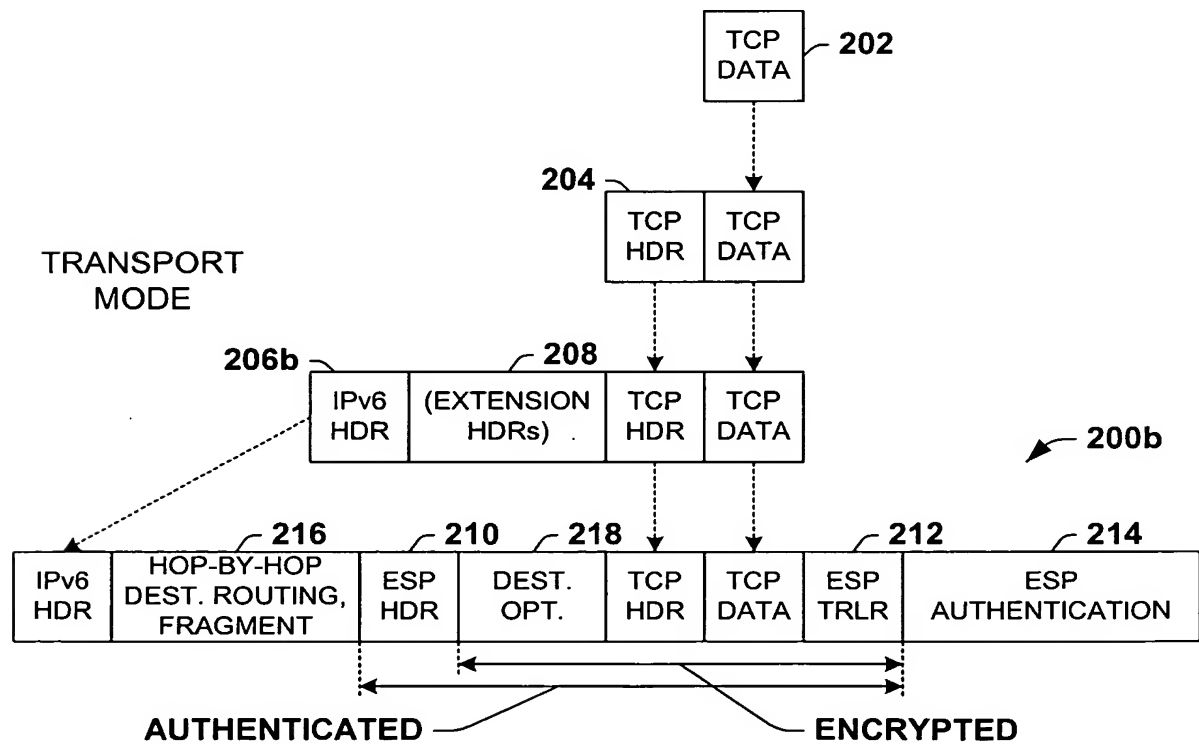 TCP
DATA
202
204
TCP
HDR
TCP
DATA
TRANSPORT
MODE
206b
208
IPv6
HDR
(EXTENSION
HDRs)
TCP
HDR
TCP
DATA
200b
216
210
218
212
214
IPv6
HDR
HOP-BY-HOP
DEST. ROUTING,
FRAGMENT
ESP
HDR
DEST.
OPT.
TCP
HDR
TCP
DATA
ESP
TRLR
ESP
AUTHENTICATION
AUTHENTICATED
ENCRYPTED